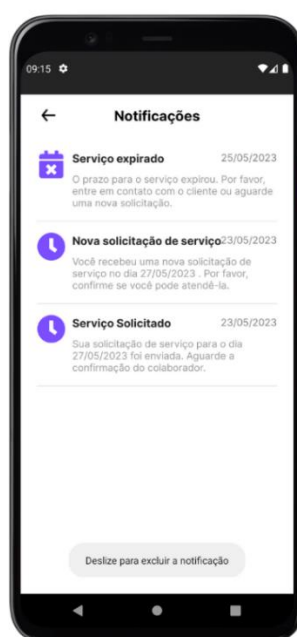 09:15
Notificações
Serviço expirado 25/05/2023
O prazo para o serviço expirou. Por favor,
entre em contato com o cliente ou aguarde
uma nova solicitação.
Nova solicitação de serviço 23/05/2023
Você recebeu uma nova solicitação de
serviço no dia 27/05/2023 . Por favor,
confirme se você pode atendê-la.
Serviço Solicitado 23/05/2023
Sua solicitação de serviço para o dia
27/05/2023 foi enviada. Aguarde a
confirmação do colaborador.
Deslize para excluir a notificação